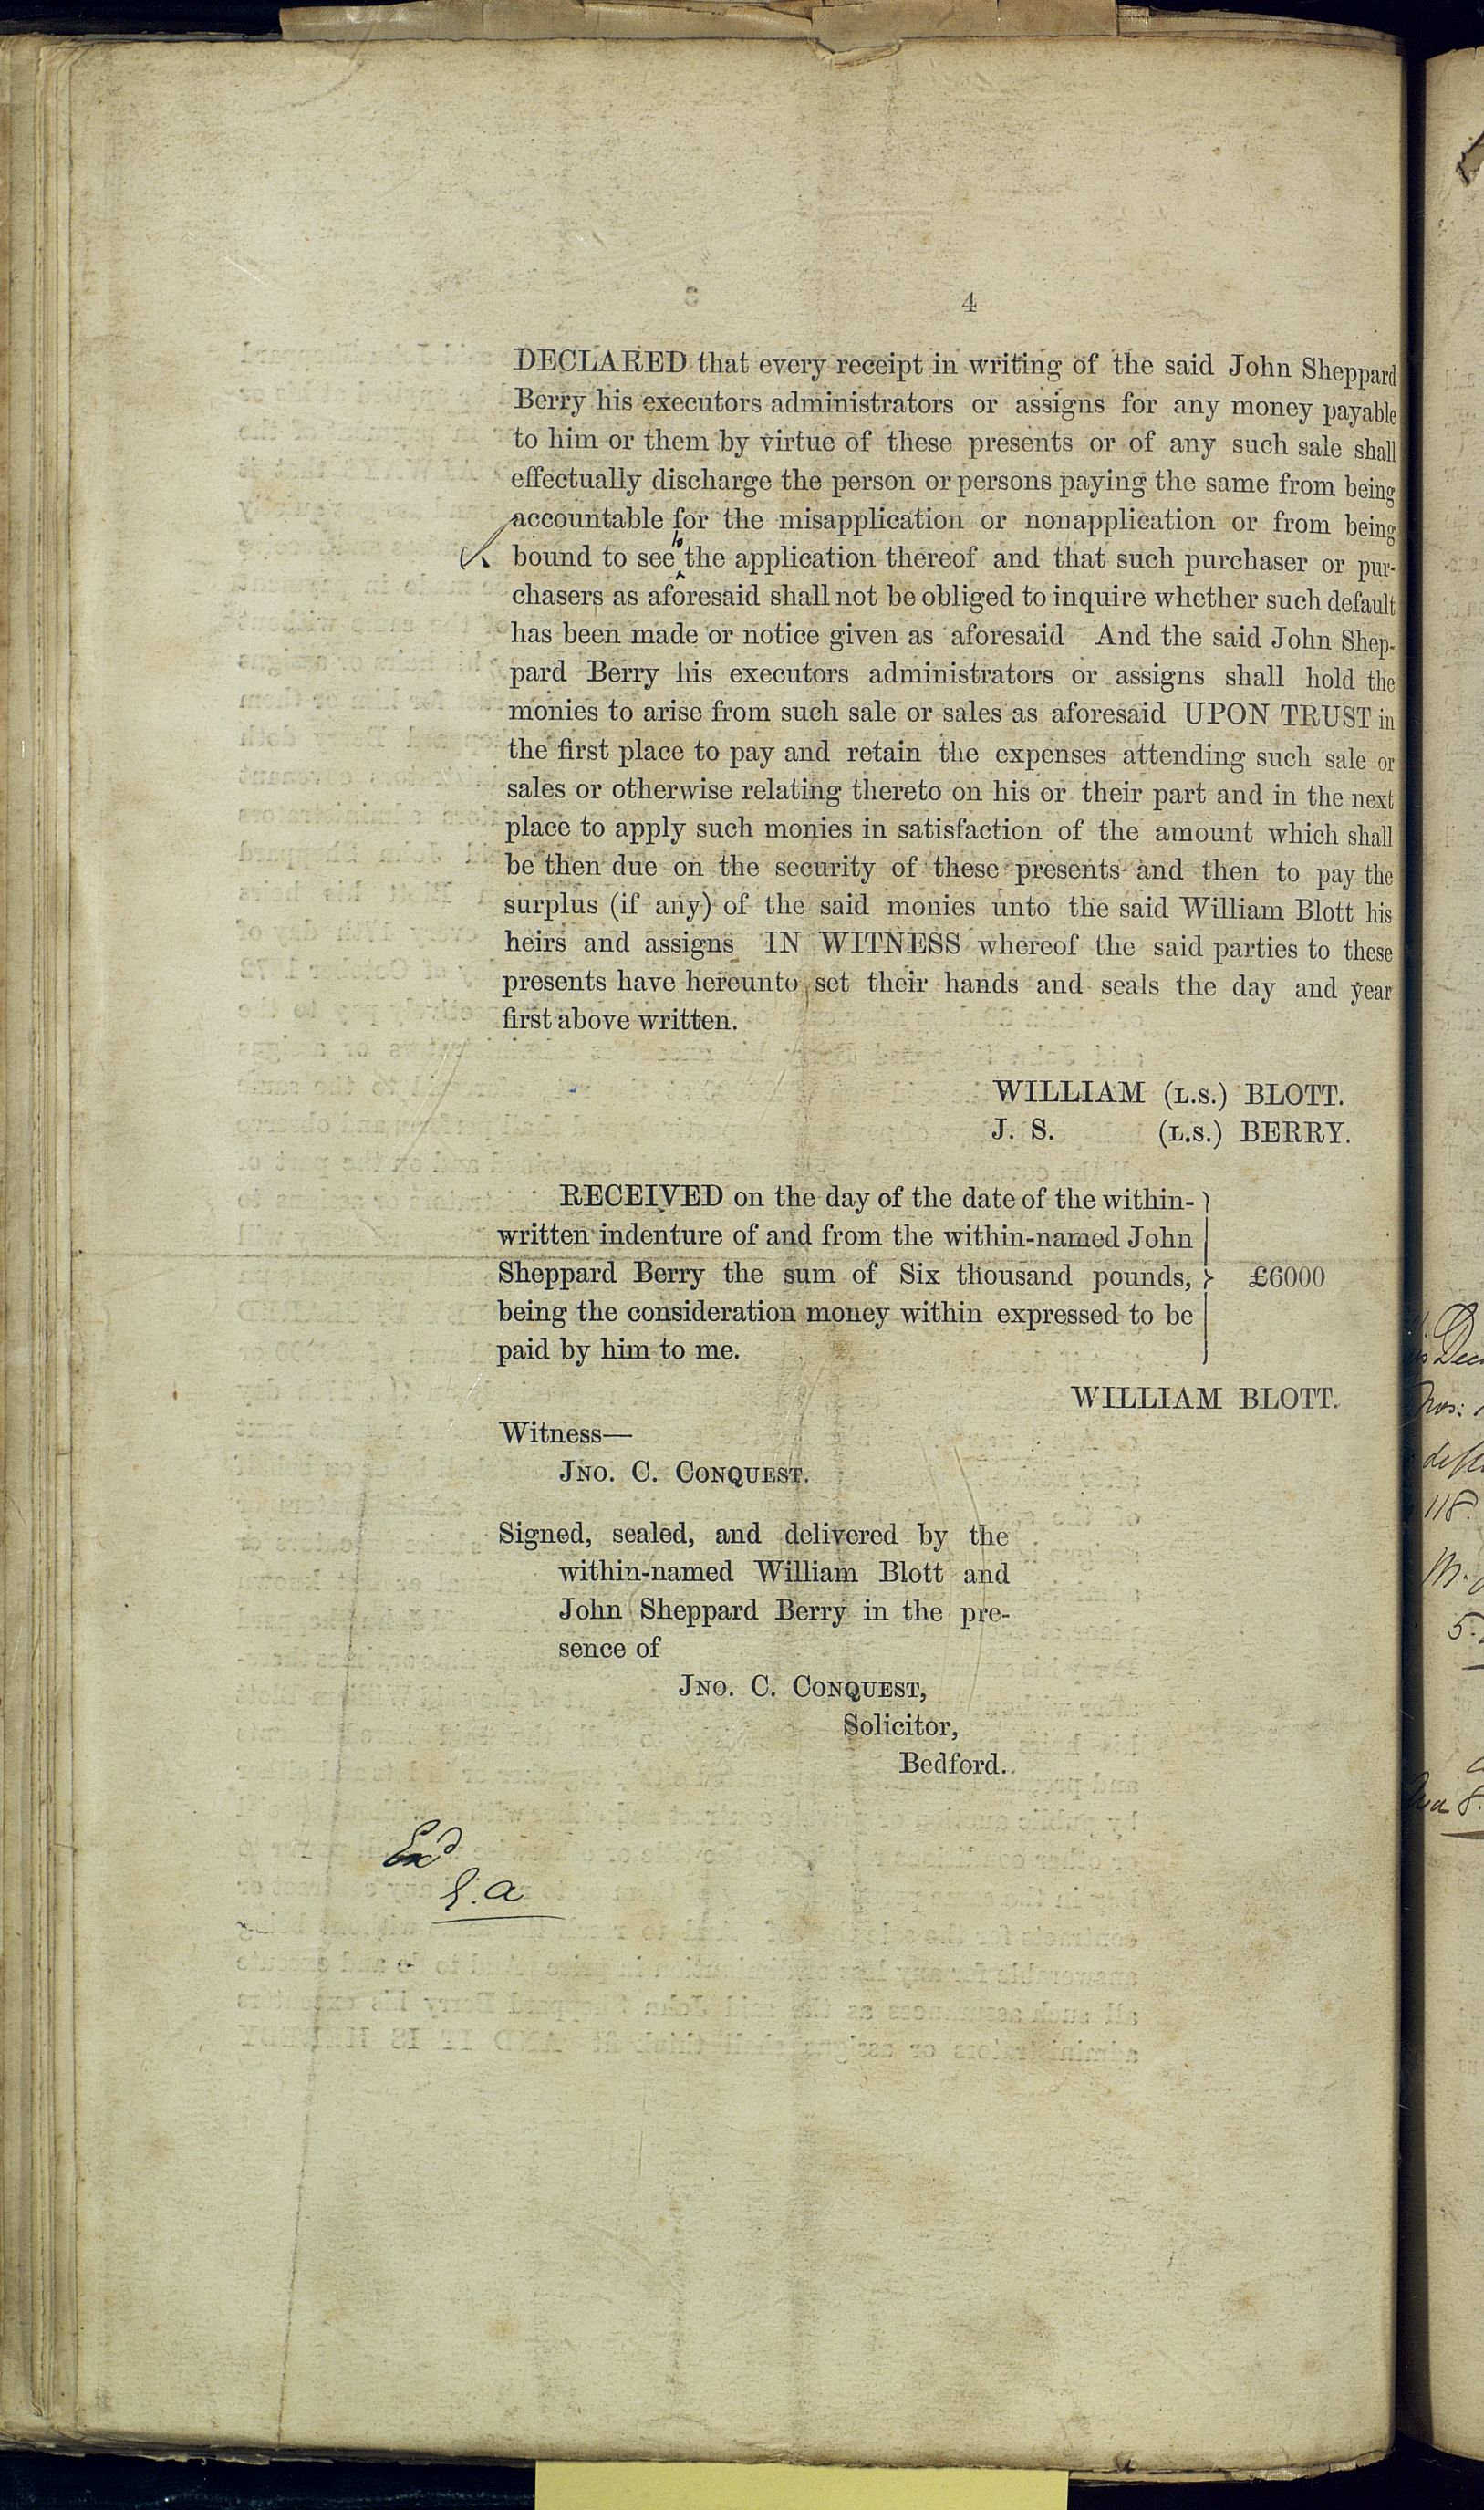 4
DECLARED that every receipt in writing of the said John Sheppard
Berry his executors administrators or assigns for any money payable
to him or them by virtue of these presents or of any such sale shall
effectually discharge the person or persons paying the same from being
accountable for the misapplication or nonapplication or from being
bound to see to the application thereof and that such purchaser or pur-
chasers as aforesaid shall not be obliged to inquire whether such default
has been made or notice given as aforesaid And the said John Shep-
pard Berry his executors administrators or assigns shall hold the
monies to arise from such sale or sales as aforesaid UPON TRUST in
the first place to pay and retain the expenses attending such sale or
sales or otherwise relating thereto on his or their part and in the next
place to apply such monies in satisfaction of the amount which shall
be then due on the security of these presents and then to pay the
surplus (if any) of the said monies unto the said William Blott his
heirs and assigns IN WITNESS whereof the said parties to these
presents have hereunto set their hands and seals the day and year
first above written.
WILLIAM (L.S.) BLOTT.
J. S. (L.S.) BERRY.
RECEIVED on the day of the date of the within-
written indenture of and from the within-named John
Sheppard Berry the sum of Six thousand pounds, £6000
being the consideration money within expressed to be
paid by him to me.
WILLIAM BLOTT.
Witness—
JNO. C. CONQUEST.
Signed, sealed, and delivered by the
within-named William Blott and
John Sheppard Berry in the pre-
sence of
JNO. C. CONQUEST,
Solicitor,
Bedford.
Exd
118